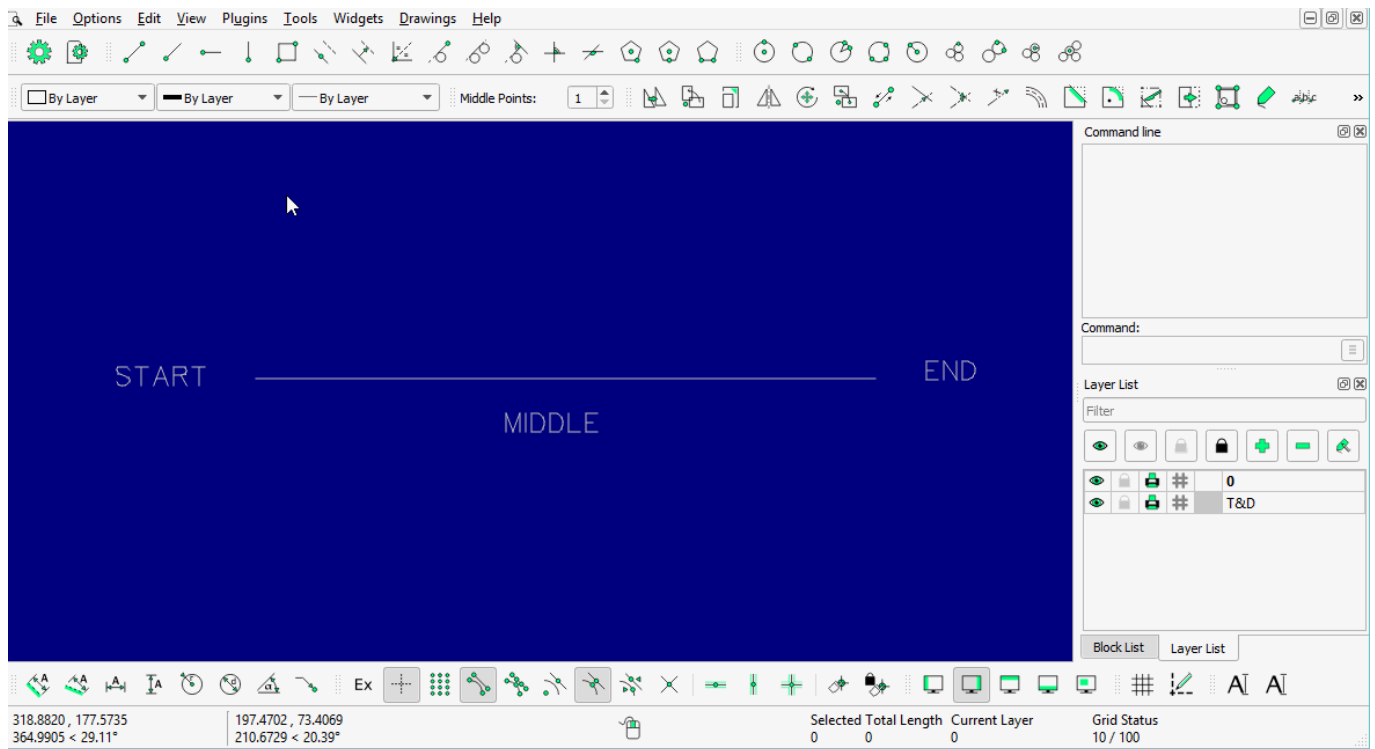 File Options Edit View Plugins Tools Widgets Drawings Help
By Layer By Layer By Layer Middle Points: 1
Command line
START END
MIDDLE
Command:
Layer List
Filter
0
T&D
Block List Layer List
Ex
318.8820 , 177.5735 197.4702 , 73.4069 Selected Total Length Current Layer Grid Status
364.9905 < 29.11° 210.6729 < 20.39° 0 0 0 10 / 100